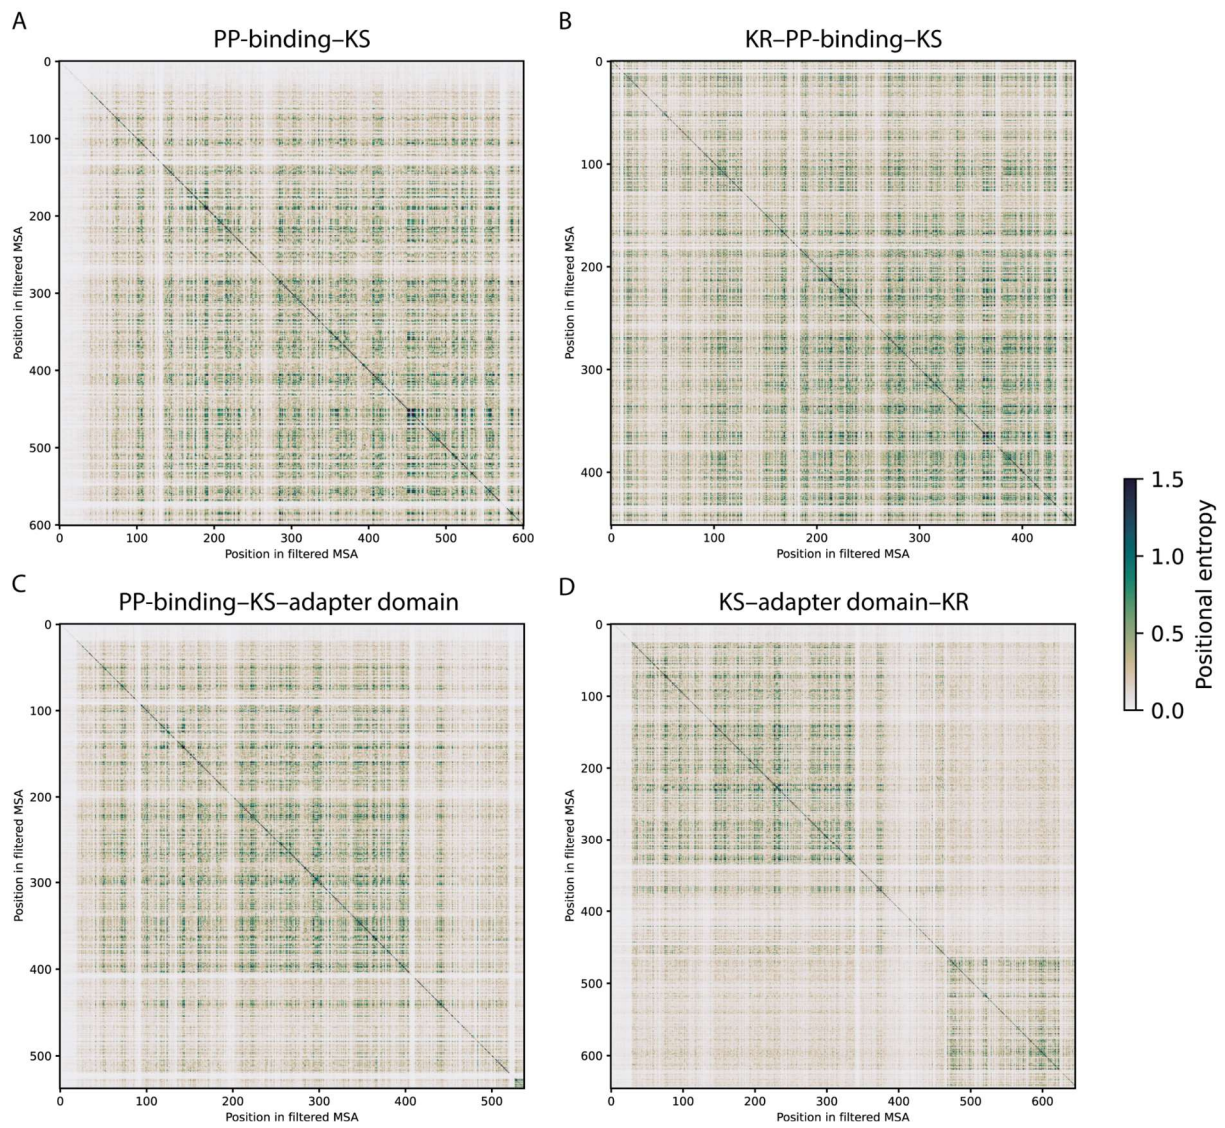 A
PP-binding–KS
0
100
200
300
400
500
600
Position in filtered MSA
0 100 200 300 400 500 600
Position in filtered MSA
B
KR–PP-binding–KS
0
100
200
300
400
Position in filtered MSA
0 100 200 300 400
Position in filtered MSA
C
PP-binding–KS–adapter domain
0
100
200
300
400
500
Position in filtered MSA
0 100 200 300 400 500
Position in filtered MSA
D
KS–adapter domain–KR
0
100
200
300
400
500
600
Position in filtered MSA
0 100 200 300 400 500 600
Position in filtered MSA
1.5
1.0
0.5
0.0
Positional entropy